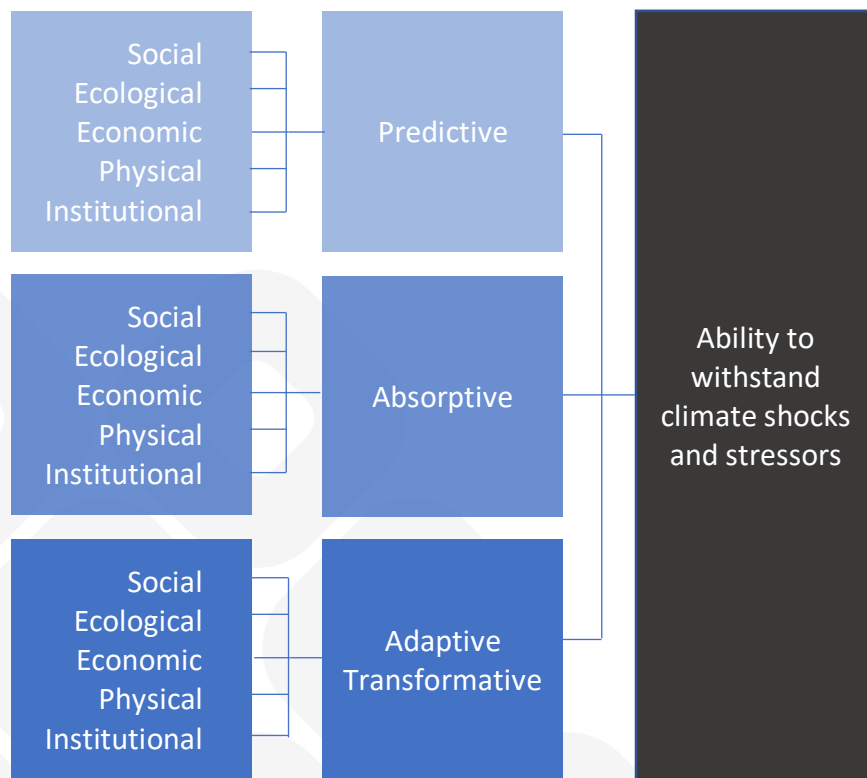 Social
Ecological
Economic
Physical
Institutional
Predictive
Social
Ecological
Economic
Physical
Institutional
Absorptive
Social
Ecological
Economic
Physical
Institutional
Adaptive
Transformative
Ability to
withstand
climate shocks
and stressors